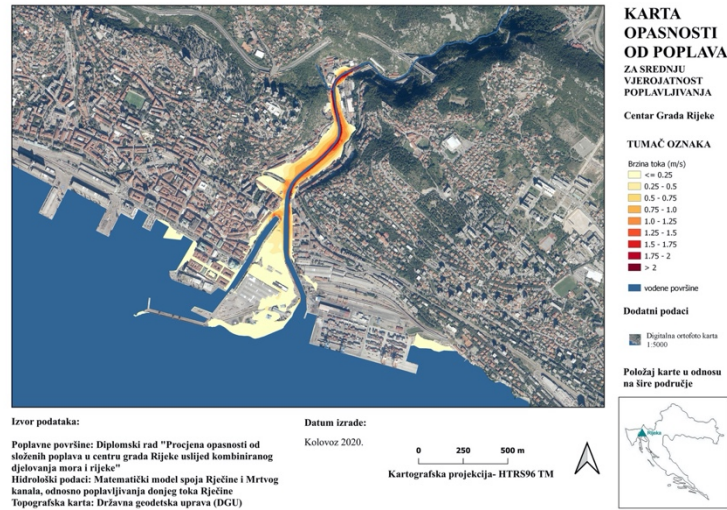 KARTA
OPASNOSTI
OD POPLAVA
ZA SREDNJU
VJEROJATNOST
POPLAVLJIVANJA
Centar Grada Rijeke
TUMAČ OZNAKA
Brzina toka (m/s)
<= 0.25
0.25 - 0.5
0.5 - 0.75
0.75 - 1.0
1.0 - 1.25
1.25 - 1.5
1.5 - 1.75
1.75 - 2
> 2
vodene površine
Dodatni podaci
Digitalna ortofoto karta
1:5000
Položaj karte u odnosu
na šire područje
Rijeka
Izvor podataka:
Poplavne površine: Diplomski rad "Procjena opasnosti od
složenih poplava u centru grada Rijeke uslijed kombiniranog
djelovanja mora i rijeke"
Hidrološki podaci: Matematički model spoja Rječine i Mrtvog
kanala, odnosno poplavljivanja donjeg toka Rječine
Topografska karta: Državna geodetska uprava (DGU)
Datum izrade:
Kolovoz 2020.
0 250 500 m
Kartografska projekcija- HTRS96 TM